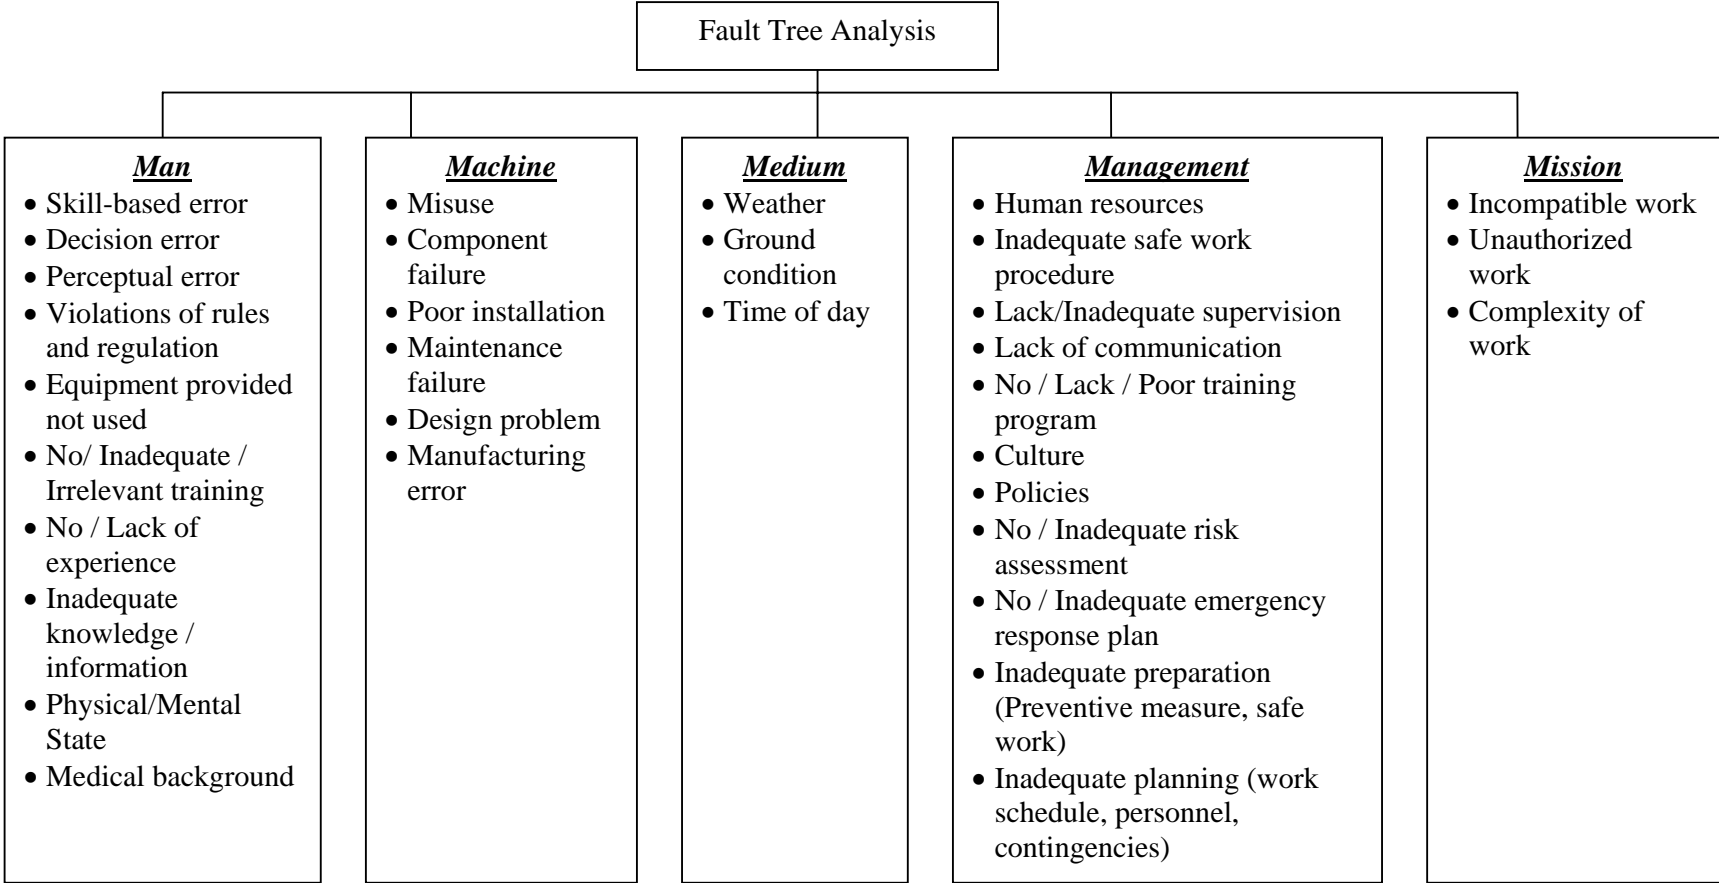 Fault Tree Analysis
Man
• Skill-based error
• Decision error
• Perceptual error
• Violations of rules
and regulation
• Equipment provided
not used
• No/ Inadequate /
Irrelevant training
• No / Lack of
experience
• Inadequate
knowledge /
information
• Physical/Mental
State
• Medical background
Machine
• Misuse
• Component
failure
• Poor installation
• Maintenance
failure
• Design problem
• Manufacturing
error
Medium
• Weather
• Ground
condition
• Time of day
Management
• Human resources
• Inadequate safe work
procedure
• Lack/Inadequate supervision
• Lack of communication
• No / Lack / Poor training
program
• Culture
• Policies
• No / Inadequate risk
assessment
• No / Inadequate emergency
response plan
• Inadequate preparation
(Preventive measure, safe
work)
• Inadequate planning (work
schedule, personnel,
contingencies)
Mission
• Incompatible work
• Unauthorized
work
• Complexity of
work